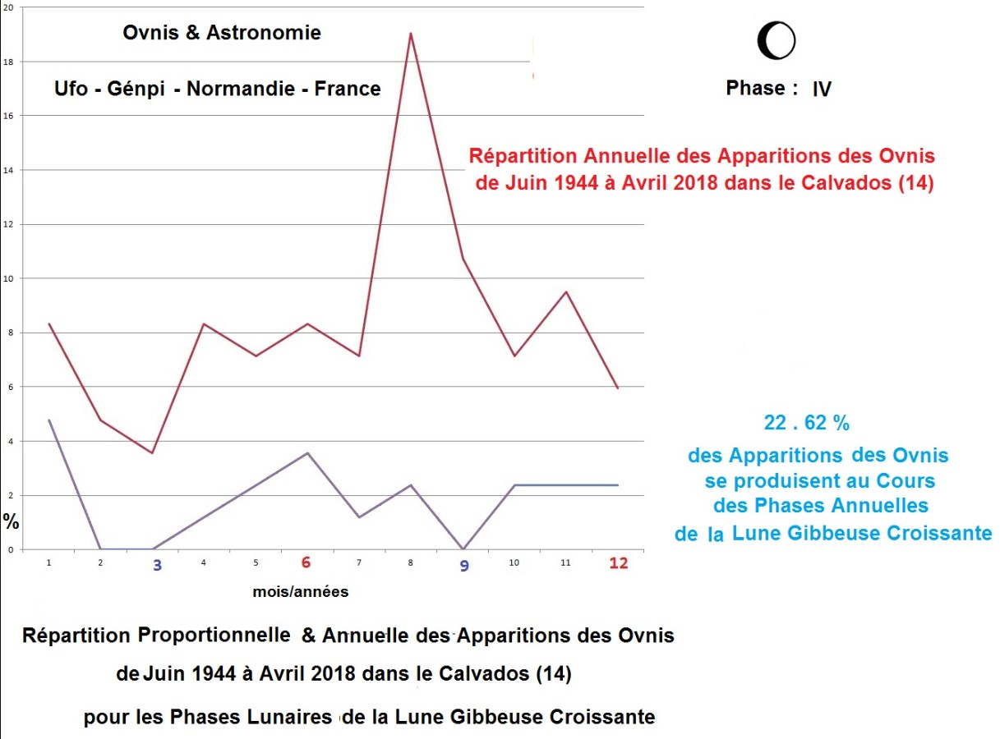 Ovnis & Astronomie
Ufo - Génpi - Normandie - France
Phase : IV
Répartition Annuelle des Apparitions des Ovnis
de Juin 1944 à Avril 2018 dans le Calvados (14)
20
18
16
14
12
10
8
6
4
2
0
%
22 . 62 %
des Apparitions des Ovnis
se produisent au Cours
des Phases Annuelles
de la Lune Gibbeuse Croissante
1 2 3 4 5 6 7 8 9 10 11 12
mois/années
Répartition Proportionnelle & Annuelle des Apparitions des Ovnis
de Juin 1944 à Avril 2018 dans le Calvados (14)
pour les Phases Lunaires de la Lune Gibbeuse Croissante